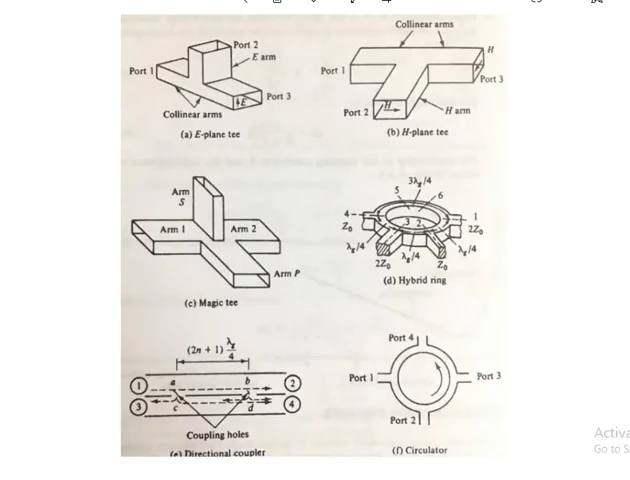 Collinear arms
Port 2
E arm
Port 1
E
Port 3
Collinear arms
(a) E-plane tee
H
Port 1
Port 3
H
Port 2
H arm
(b) H-plane tee
Arm
S
Arm 1
Arm 2
Arm P
(c) Magic tee
3λg/4
5
6
4
1
Z0
3
2
2Z0
λg/4
λg/4
λg/4
2Z0
Z0
(d) Hybrid ring
(2n + 1) λg
4
1
a
b
2
3
c
d
4
Coupling holes
(e) Directional coupler
Port 4
Port 1
Port 3
Port 2
(f) Circulator
Activa
Go to S